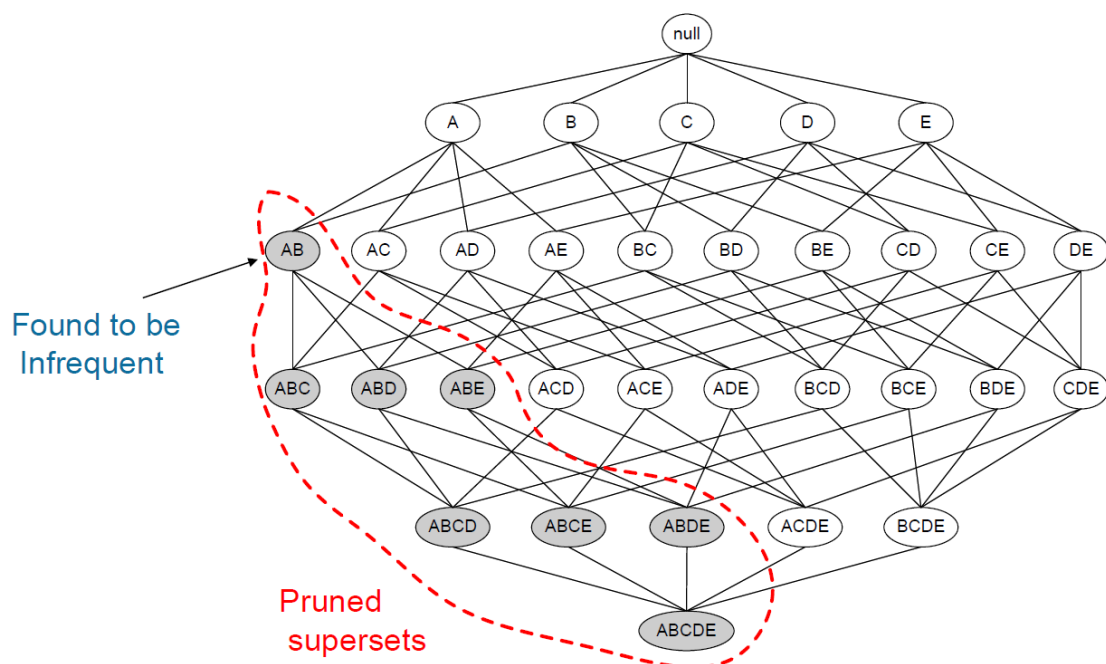 null
A B C D E
AB AC AD AE BC BD BE CD CE DE
Found to be
Infrequent
ABC ABD ABE ACD ACE ADE BCD BCE BDE CDE
ABCD ABCE ABDE ACDE BCDE
Pruned
supersets
ABCDE